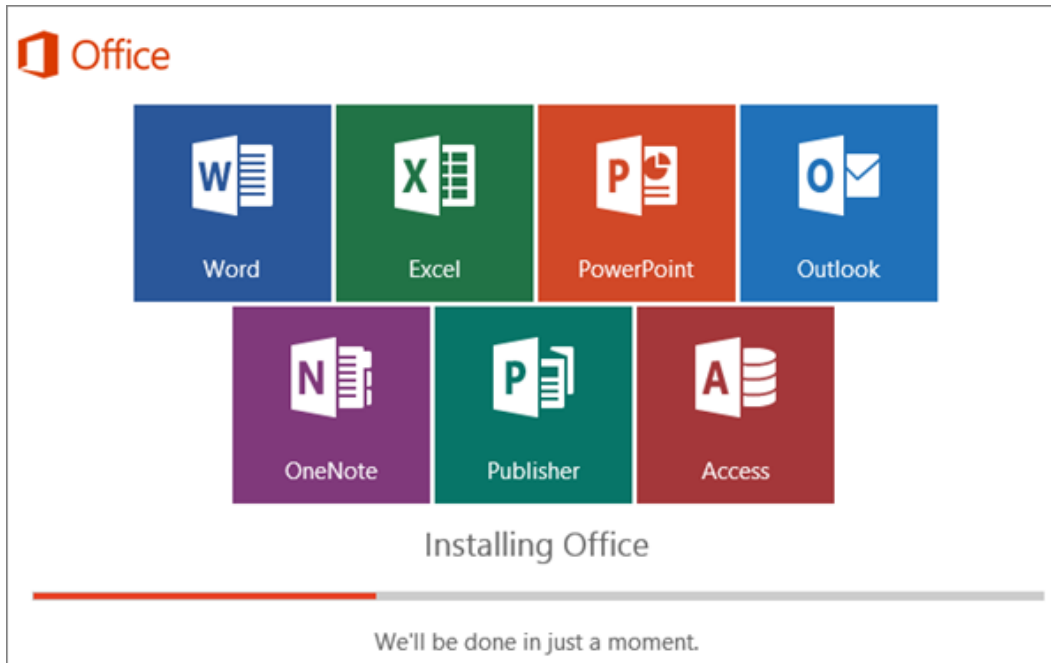 Office
W X P O
Word Excel PowerPoint Outlook
N P A
OneNote Publisher Access
Installing Office
We'll be done in just a moment.